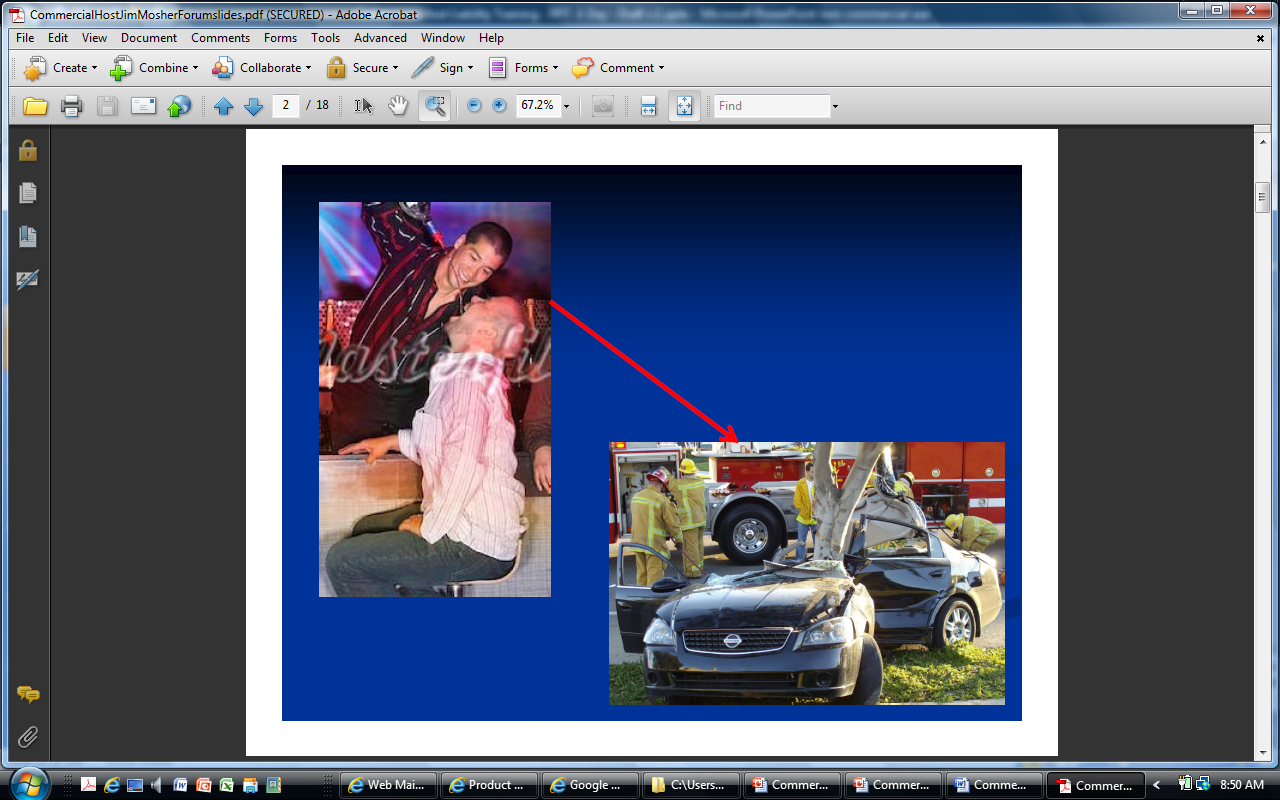 CommercialHostJimMosherForumslides.pdf (SECURED) - Adobe Acrobat
File Edit View Document Comments Forms Tools Advanced Window Help
Create Combine Collaborate Secure Sign Forms Comment
2 / 18 67.2% Find
Web Mai... Product ... Google ... C:\Users... Commer... Commer... Comme... Commer... 8:50 AM